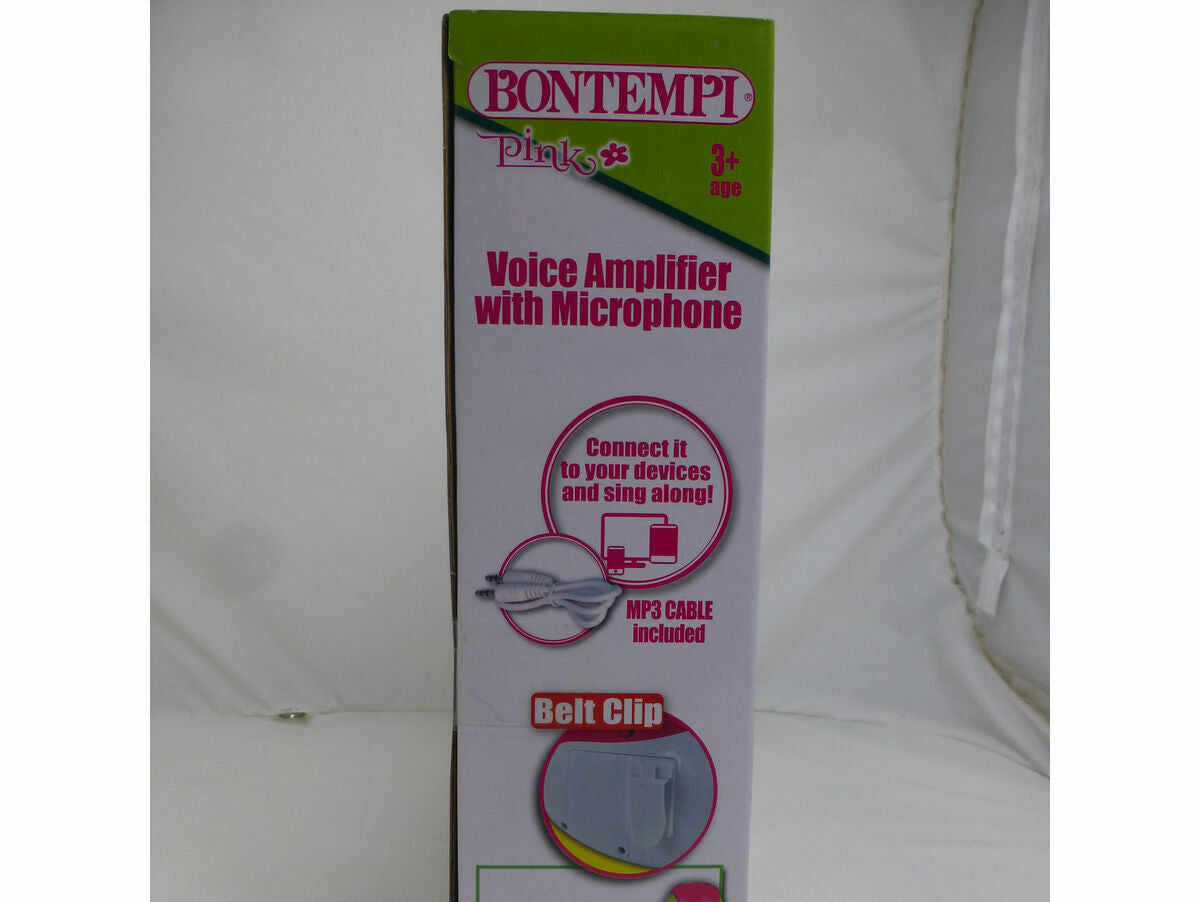 BONTEMPI®
Pink
3+
age
Voice Amplifier
with Microphone
Connect it
to your devices
and sing along!
MP3 CABLE
included
Belt Clip